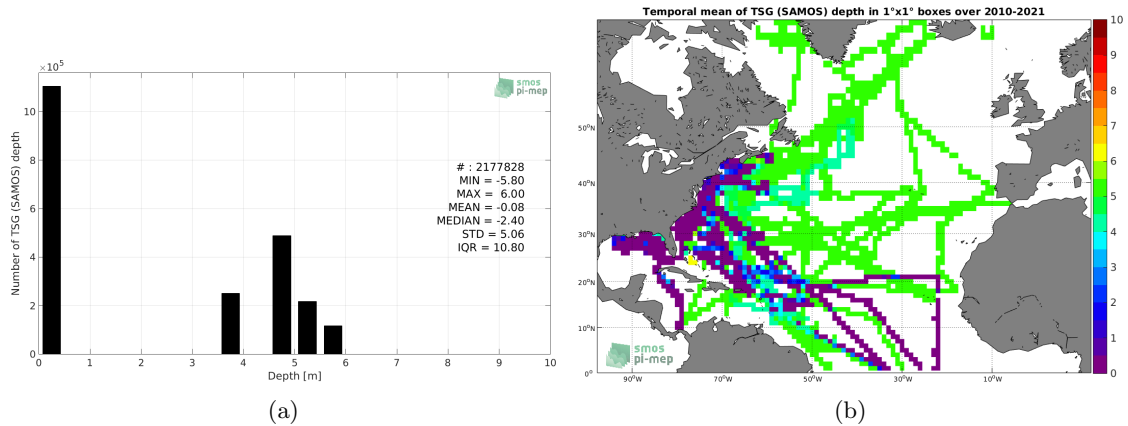 ×10⁵
10
8
6
4
2
0
Number of TSG (SAMOS) depth
smos
pi-mep
# : 2177828
MIN = -5.80
MAX = 6.00
MEAN = -0.08
MEDIAN = -2.40
STD = 5.06
IQR = 10.80
0 1 2 3 4 5 6 7 8 9 10
Depth [m]
(a)
Temporal mean of TSG (SAMOS) depth in 1°x1° boxes over 2010-2021
50°N
40°N
30°N
20°N
10°N
0°
90°W 70°W 50°W 30°W 10°W
smos
pi-mep
10
9
8
7
6
5
4
3
2
1
0
(b)